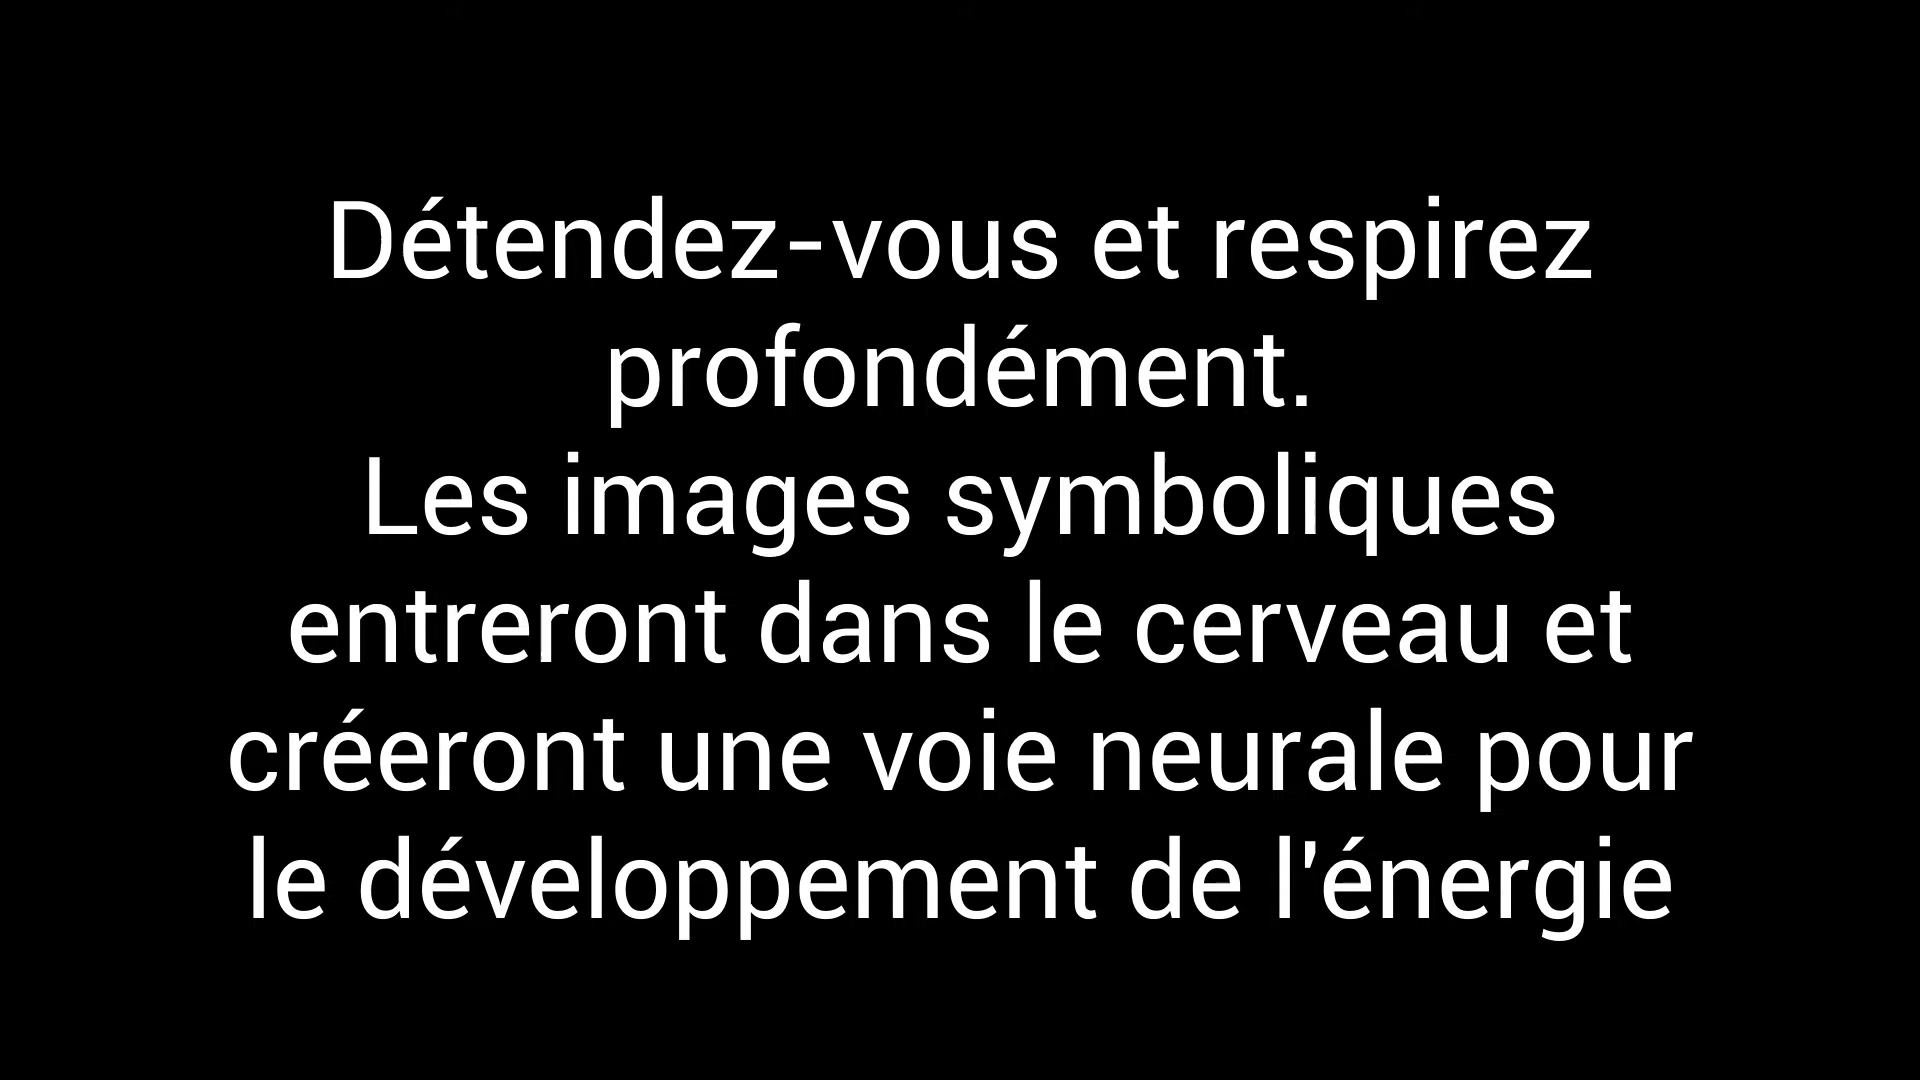 Détendez-vous et respirez
profondément.
Les images symboliques
entreront dans le cerveau et
créeront une voie neurale pour
le développement de l'énergie